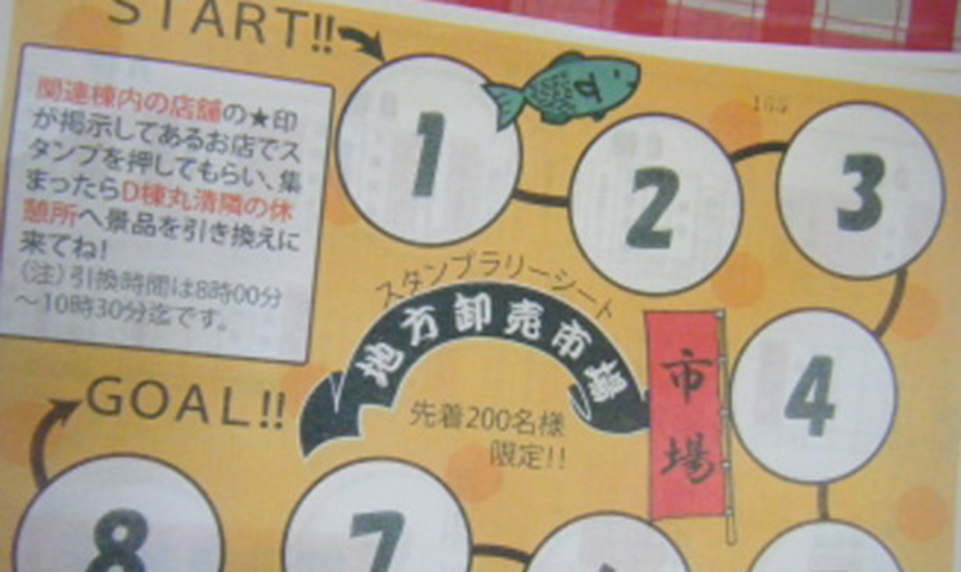 START!!
関連棟内の店舗の★印
が掲示してあるお店でス
タンプを押してもらい、集
まったらD棟丸清隣の休
憩所へ景品を引き換えに
来てね!
(注)引換時間は8時00分
～10時30分迄です。
1
2
3
スタンプラリーシート
地方卸売市場
市場
4
先着200名様
限定!!
GOAL!!
8
7